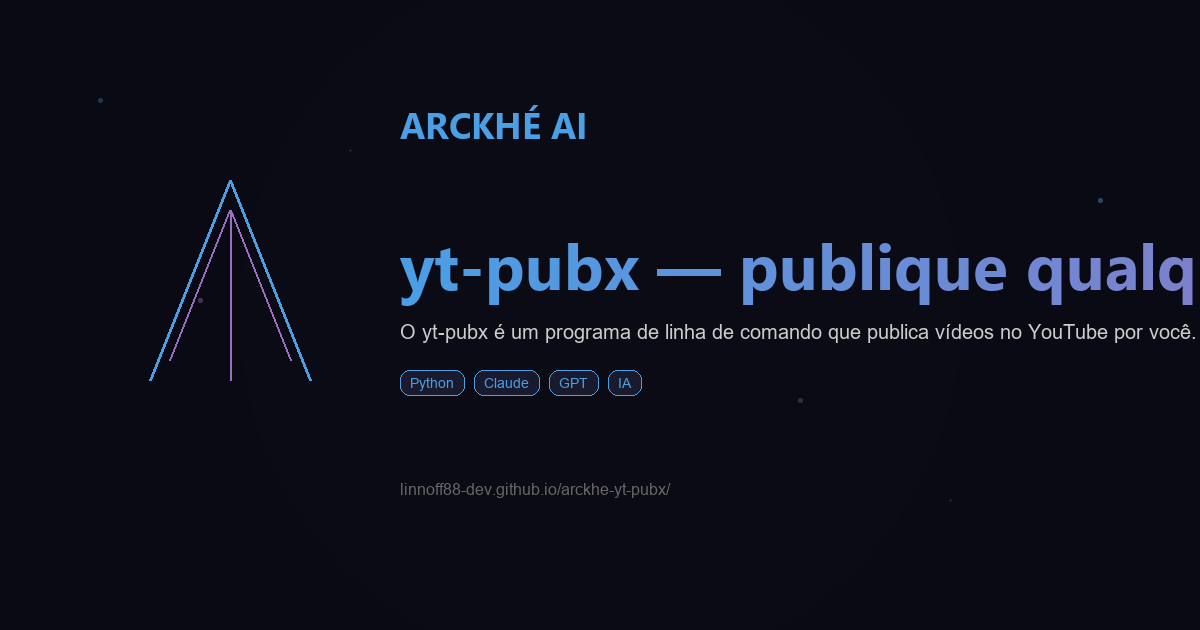 ARCKHÉ AI
yt-pubx — publique qualq
O yt-pubx é um programa de linha de comando que publica vídeos no YouTube por você.
Python Claude GPT IA
linnoff88-dev.github.io/arckhe-yt-pubx/